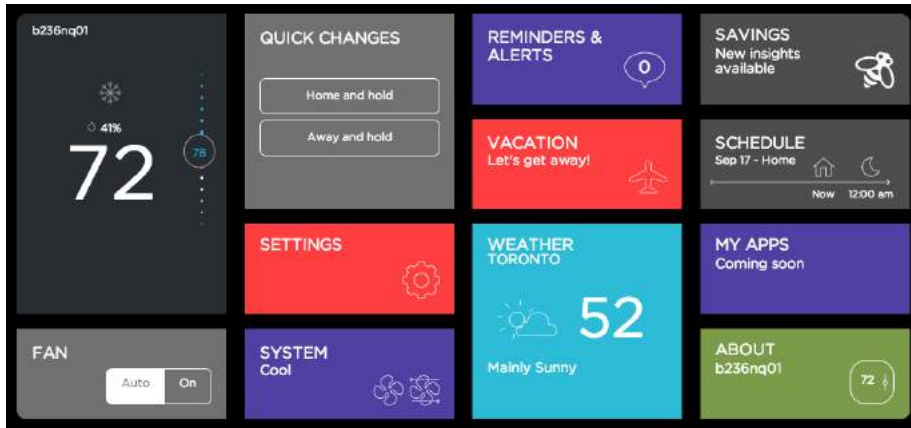 b236nq01
41%
72
78
FAN
Auto On
QUICK CHANGES
Home and hold
Away and hold
SETTINGS
SYSTEM
Cool
REMINDERS &
ALERTS
0
VACATION
Let's get away!
WEATHER
TORONTO
52
Mainly Sunny
SAVINGS
New insights
available
SCHEDULE
Sep 17 - Home
Now 12:00 am
MY APPS
Coming soon
ABOUT
b236nq01
72